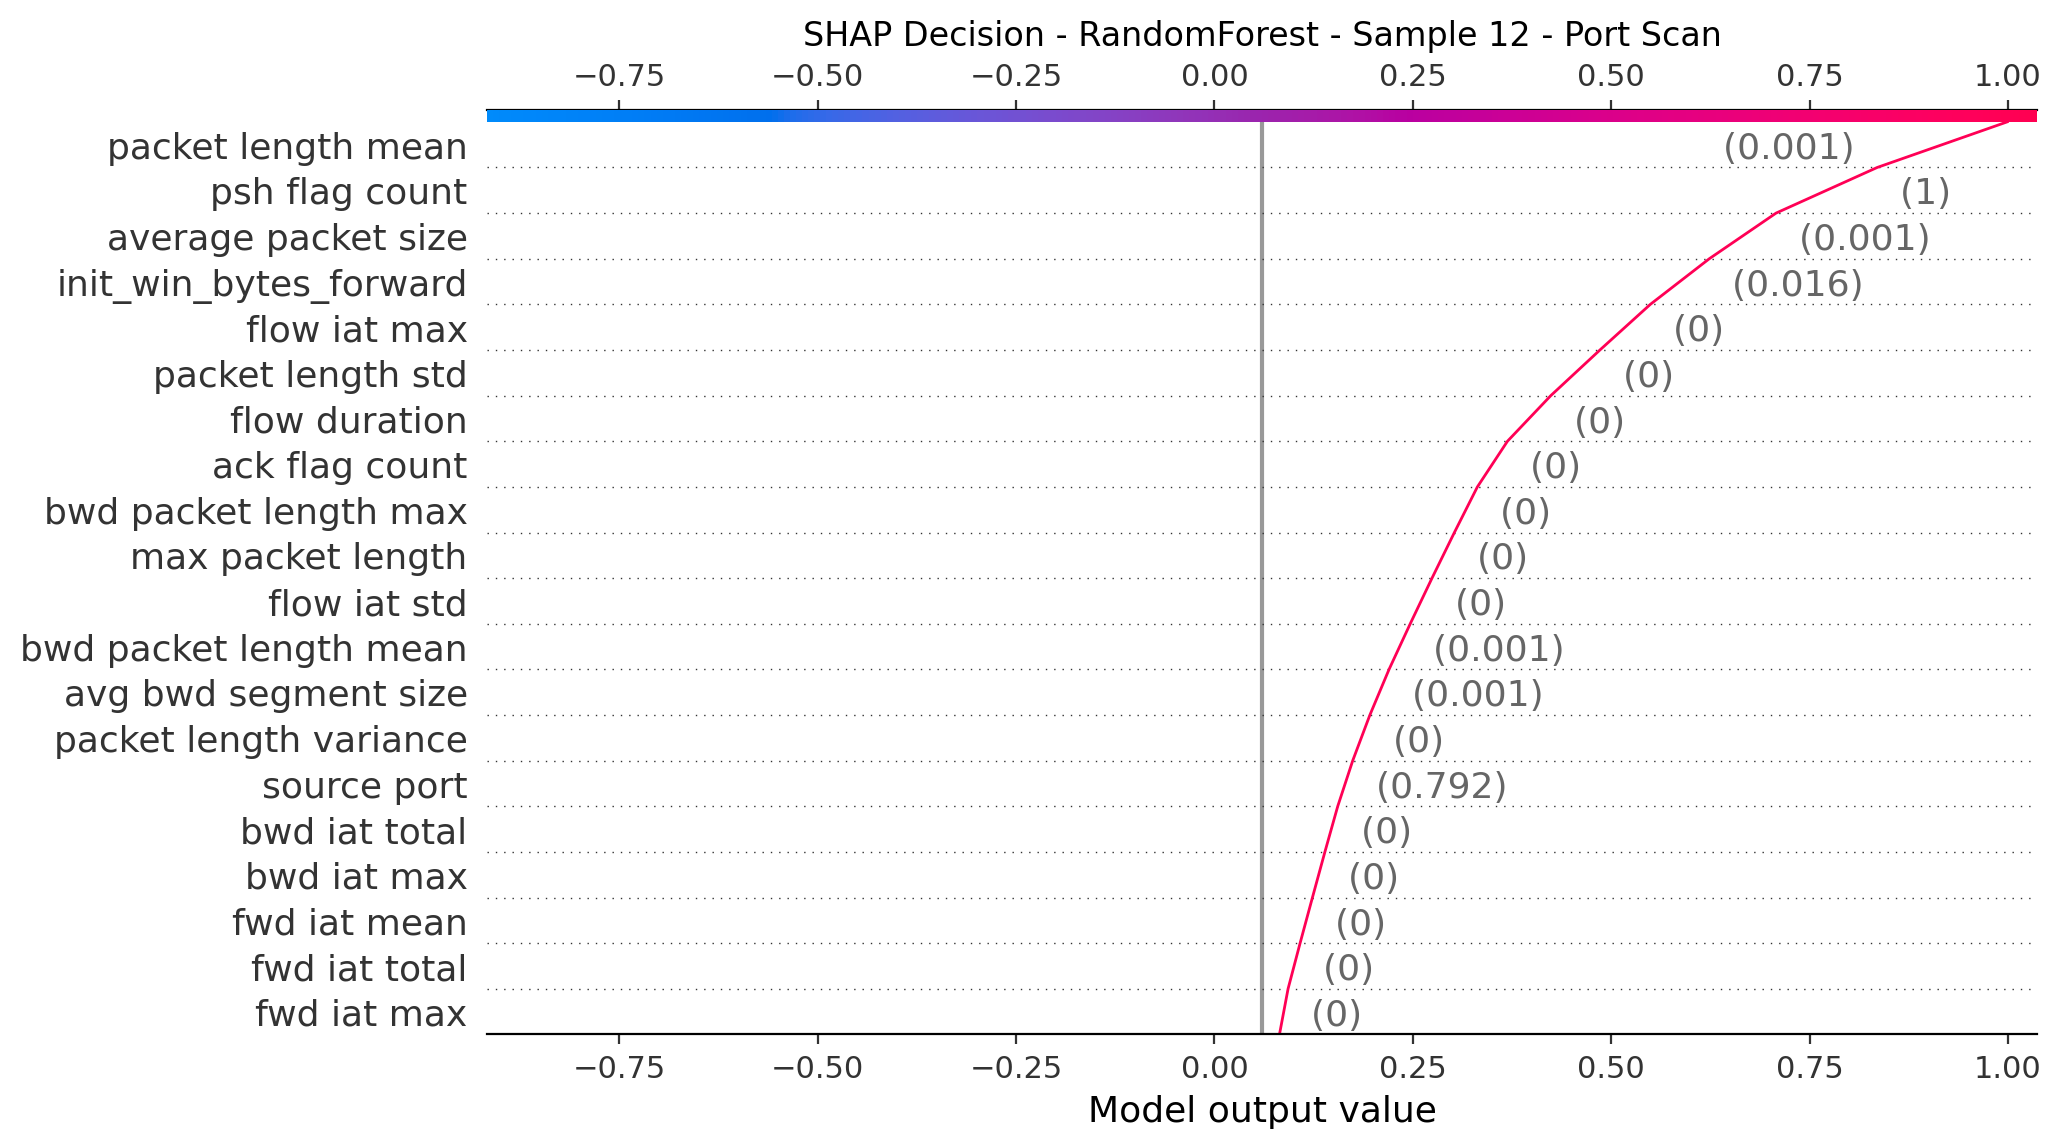 SHAP Decision - RandomForest - Sample 12 - Port Scan
−0.75 −0.50 −0.25 0.00 0.25 0.50 0.75 1.00
packet length mean (0.001)
psh flag count (1)
average packet size (0.001)
init_win_bytes_forward (0.016)
flow iat max (0)
packet length std (0)
flow duration (0)
ack flag count (0)
bwd packet length max (0)
max packet length (0)
flow iat std (0)
bwd packet length mean (0.001)
avg bwd segment size (0.001)
packet length variance (0)
source port (0.792)
bwd iat total (0)
bwd iat max (0)
fwd iat mean (0)
fwd iat total (0)
fwd iat max (0)
−0.75 −0.50 −0.25 0.00 0.25 0.50 0.75 1.00
Model output value